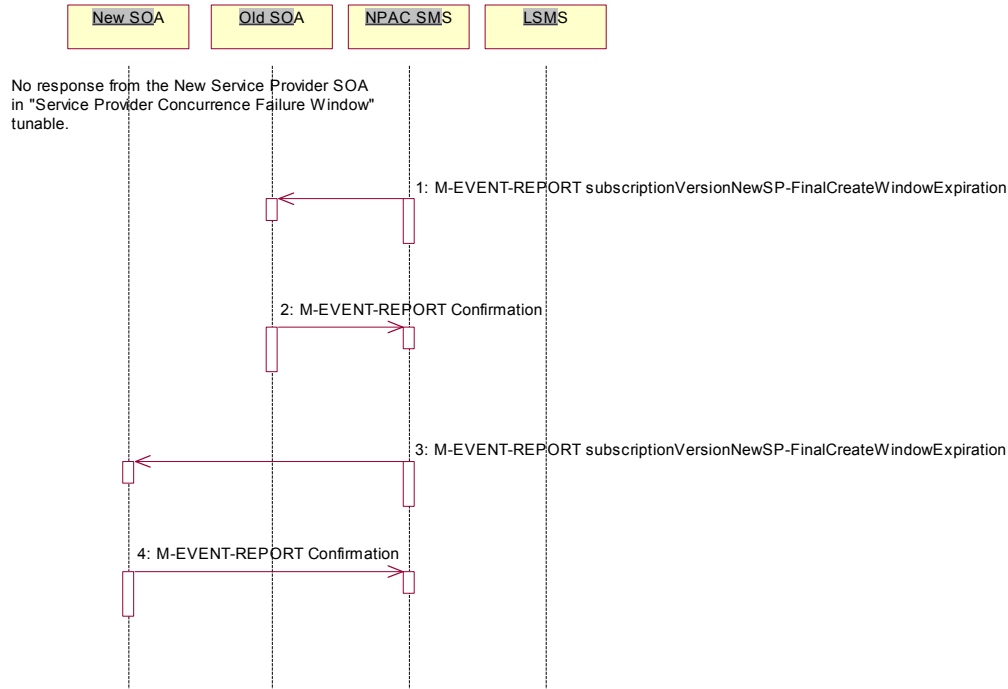 New SOA
Old SOA
NPAC SMS
LSMS
No response from the New Service Provider SOA
in "Service Provider Concurrence Failure Window"
tunable.
1: M-EVENT-REPORT subscriptionVersionNewSP-FinalCreateWindowExpiration
2: M-EVENT-REPORT Confirmation
3: M-EVENT-REPORT subscriptionVersionNewSP-FinalCreateWindowExpiration
4: M-EVENT-REPORT Confirmation